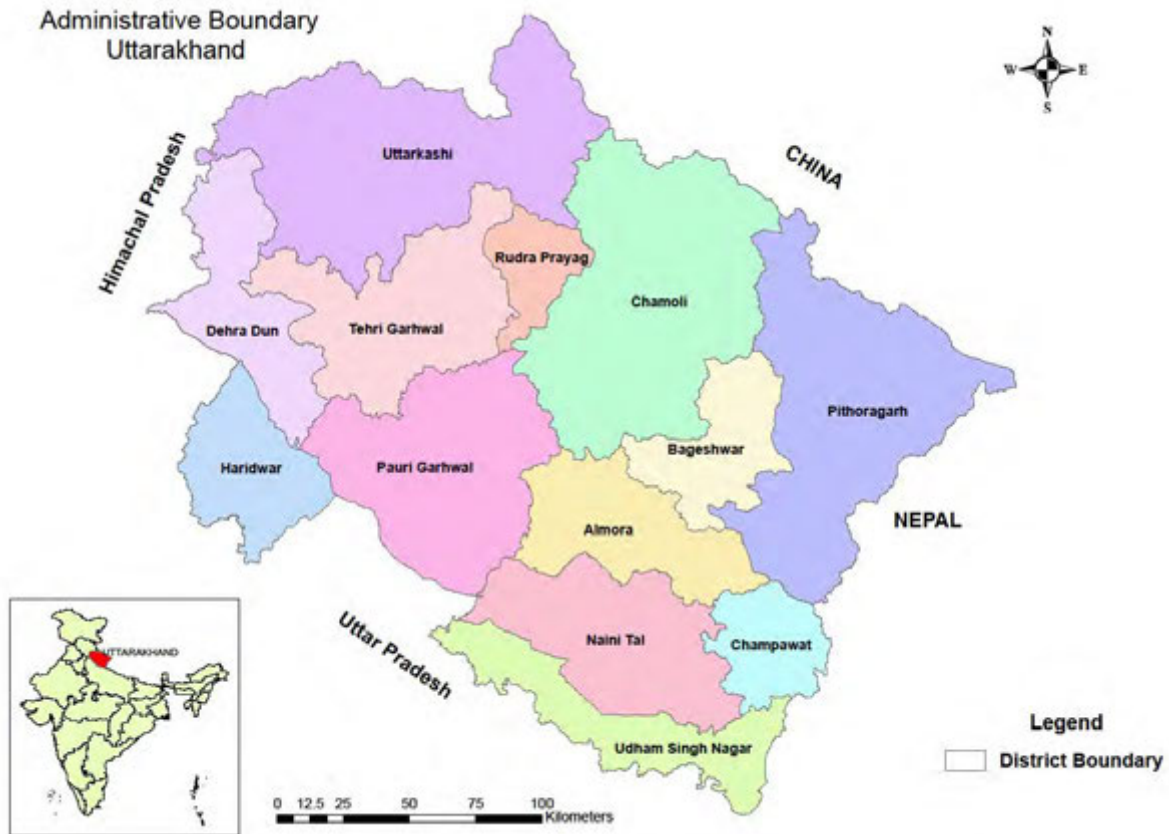 Administrative Boundary
Uttarakhand
N
W E
S
Himachal Pradesh
CHINA
Uttarkashi
Rudra Prayag
Chamoli
Dehra Dun
Tehri Garhwal
Pithoragarh
Bageshwar
Haridwar
Pauri Garhwal
NEPAL
Almora
Uttar Pradesh
Naini Tal
Champawat
UTTARAKHAND
Udham Singh Nagar
Legend
District Boundary
0 12.5 25 50 75 100
Kilometers